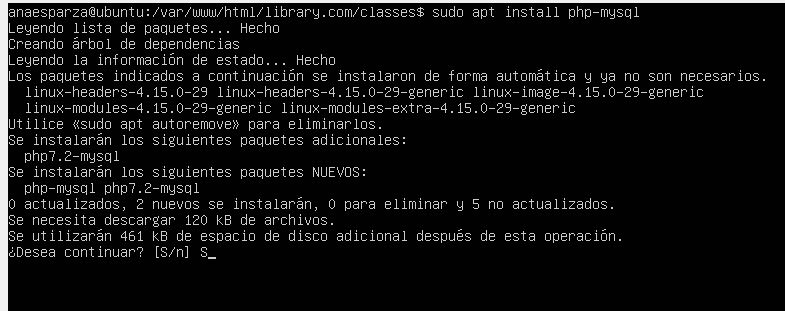 anaesparza@ubuntu:/var/www/html/library.com/classes$ sudo apt install php-mysql
Leyendo lista de paquetes... Hecho
Creando árbol de dependencias
Leyendo la información de estado... Hecho
Los paquetes indicados a continuación se instalaron de forma automática y ya no son necesarios.
  linux-headers-4.15.0-29 linux-headers-4.15.0-29-generic linux-image-4.15.0-29-generic
  linux-modules-4.15.0-29-generic linux-modules-extra-4.15.0-29-generic
Utilice «sudo apt autoremove» para eliminarlos.
Se instalarán los siguientes paquetes adicionales:
  php7.2-mysql
Se instalarán los siguientes paquetes NUEVOS:
  php-mysql php7.2-mysql
0 actualizados, 2 nuevos se instalarán, 0 para eliminar y 5 no actualizados.
Se necesita descargar 120 kB de archivos.
Se utilizarán 461 kB de espacio de disco adicional después de esta operación.
¿Desea continuar? [S/n] S_